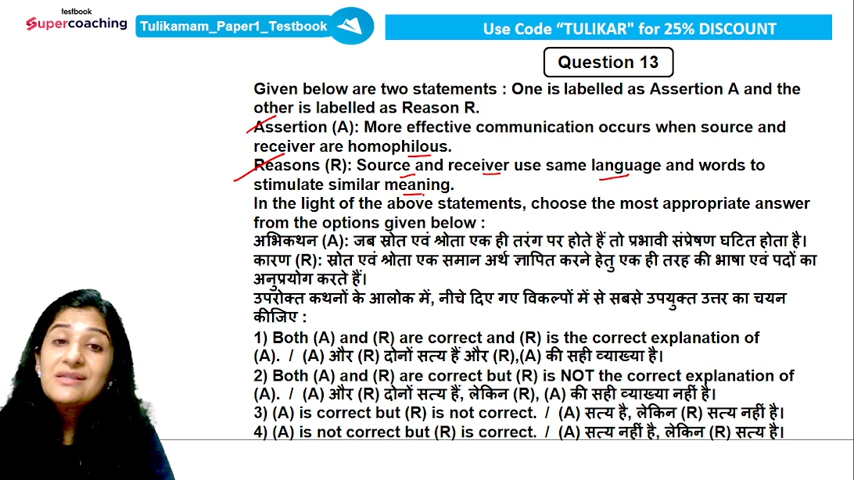 testbook
Supercoaching
Tulikamam_Paper1_Testbook
Use Code “TULIKAR" for 25% DISCOUNT
Question 13
Given below are two statements : One is labelled as Assertion A and the
other is labelled as Reason R.
Assertion (A): More effective communication occurs when source and
receiver are homophilous.
Reasons (R): Source and receiver use same language and words to
stimulate similar meaning.
In the light of the above statements, choose the most appropriate answer
from the options given below :
अभिकथन (A): जब स्रोत एवं श्रोता एक ही तरंग पर होते हैं तो प्रभावी संप्रेषण घटित होता है।
कारण (R): स्रोत एवं श्रोता एक समान अर्थ ज्ञापित करने हेतु एक ही तरह की भाषा एवं पदों का
अनुप्रयोग करते हैं।
उपरोक्त कथनों के आलोक में, नीचे दिए गए विकल्पों में से सबसे उपयुक्त उत्तर का चयन
कीजिए :
1) Both (A) and (R) are correct and (R) is the correct explanation of
(A). / (A) और (R) दोनों सत्य हैं और (R),(A) की सही व्याख्या है।
2) Both (A) and (R) are correct but (R) is NOT the correct explanation of
(A). / (A) और (R) दोनों सत्य हैं, लेकिन (R), (A) की सही व्याख्या नहीं है।
3) (A) is correct but (R) is not correct. / (A) सत्य है, लेकिन (R) सत्य नहीं है।
4) (A) is not correct but (R) is correct. / (A) सत्य नहीं है, लेकिन (R) सत्य है।